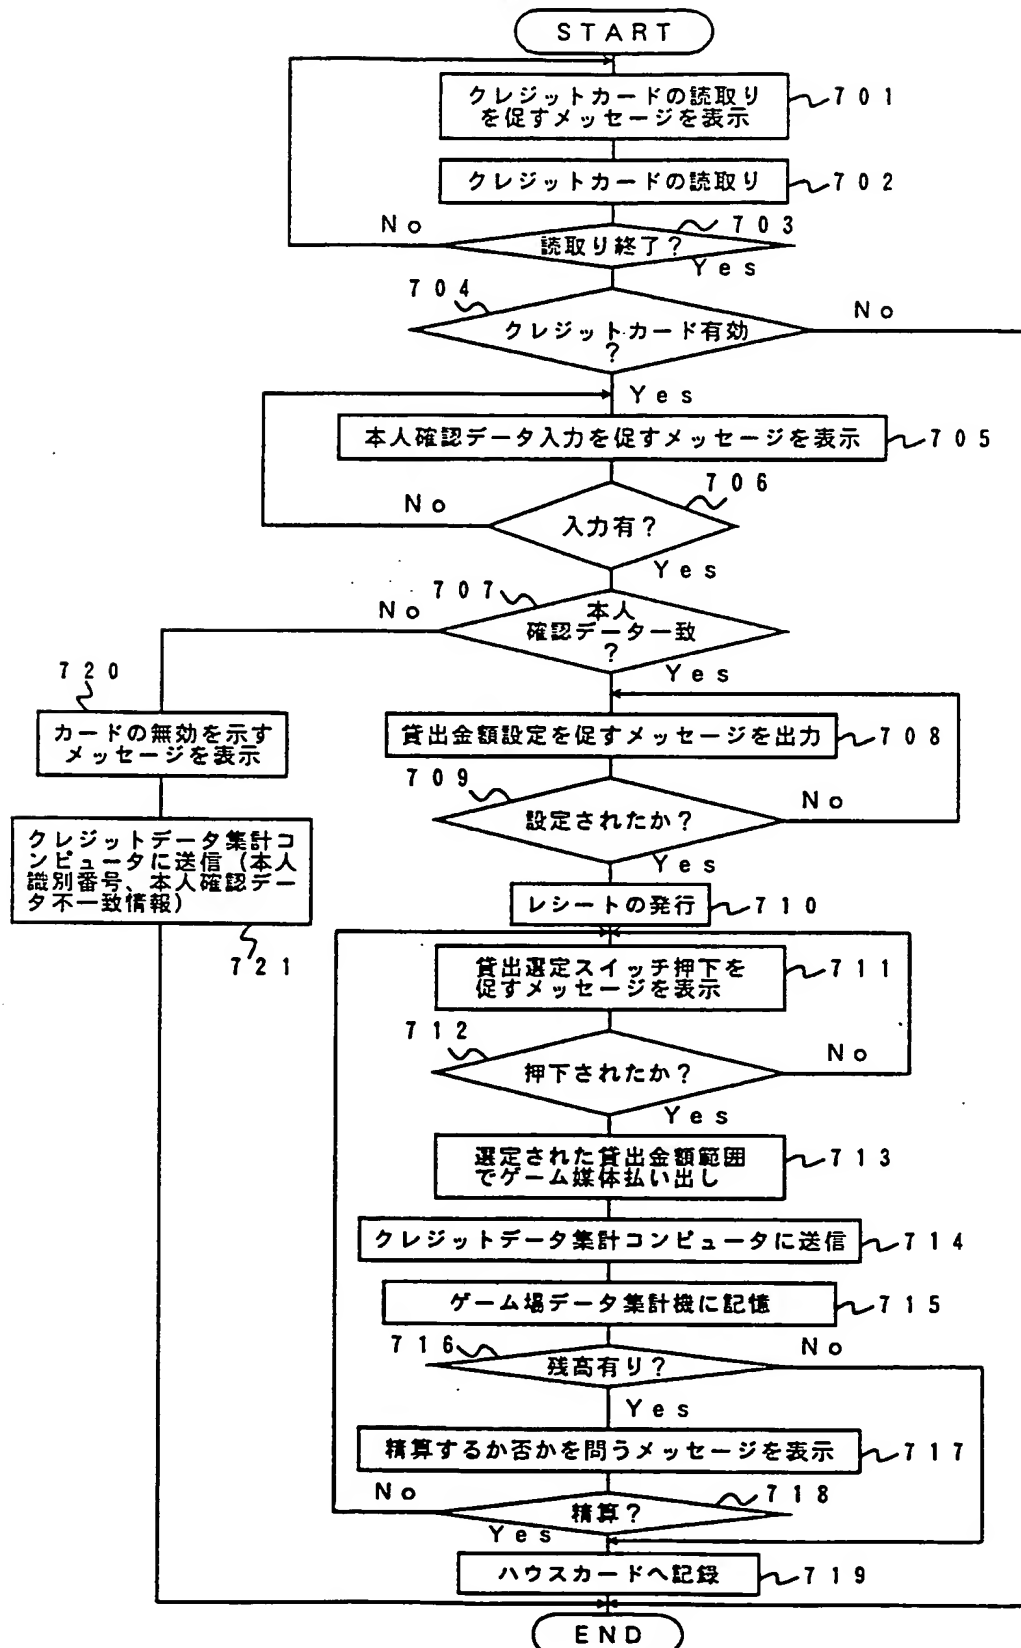 START
クレジットカードの読取り
を促すメッセージを表示
701
クレジットカードの読取り
702
703
No
読取り終了?
Yes
704
No
クレジットカード有効
?
Yes
本人確認データ入力を促すメッセージを表示
705
706
No
入力有?
Yes
707
No
本人
確認データ一致
?
Yes
720
カードの無効を示す
メッセージを表示
貸出金額設定を促すメッセージを出力
708
709
No
設定されたか?
Yes
クレジットデータ集計コ
ンピュータに送信(本人
識別番号、本人確認デー
タ不一致情報)
721
レシートの発行
710
貸出選定スイッチ押下を
促すメッセージを表示
711
712
No
押下されたか?
Yes
選定された貸出金額範囲
でゲーム媒体払い出し
713
クレジットデータ集計コンピュータに送信
714
ゲーム場データ集計機に記憶
715
716
No
残高有り?
Yes
精算するか否かを問うメッセージを表示
717
No
718
精算?
Yes
ハウスカードへ記録
719
END